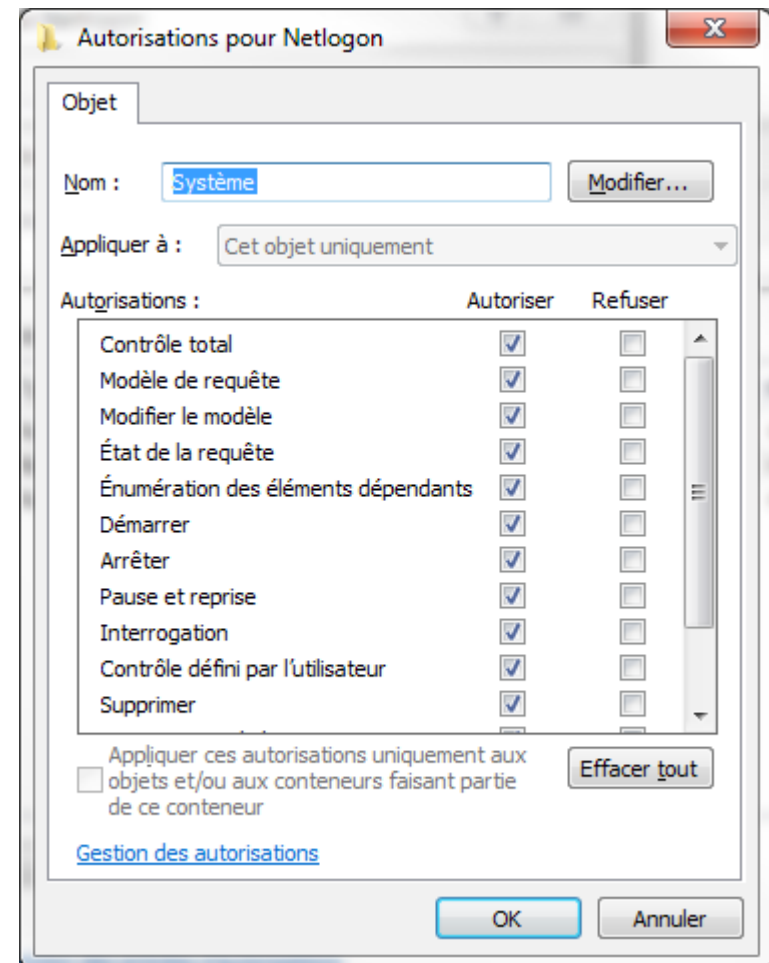 Autorisations pour Netlogon
Objet
Nom : Système Modifier...
Appliquer à : Cet objet uniquement
Autorisations : Autoriser Refuser
Contrôle total
Modèle de requête
Modifier le modèle
État de la requête
Énumération des éléments dépendants
Démarrer
Arrêter
Pause et reprise
Interrogation
Contrôle défini par l'utilisateur
Supprimer
Appliquer ces autorisations uniquement aux
objets et/ou aux conteneurs faisant partie
de ce conteneur
Effacer tout
Gestion des autorisations
OK Annuler